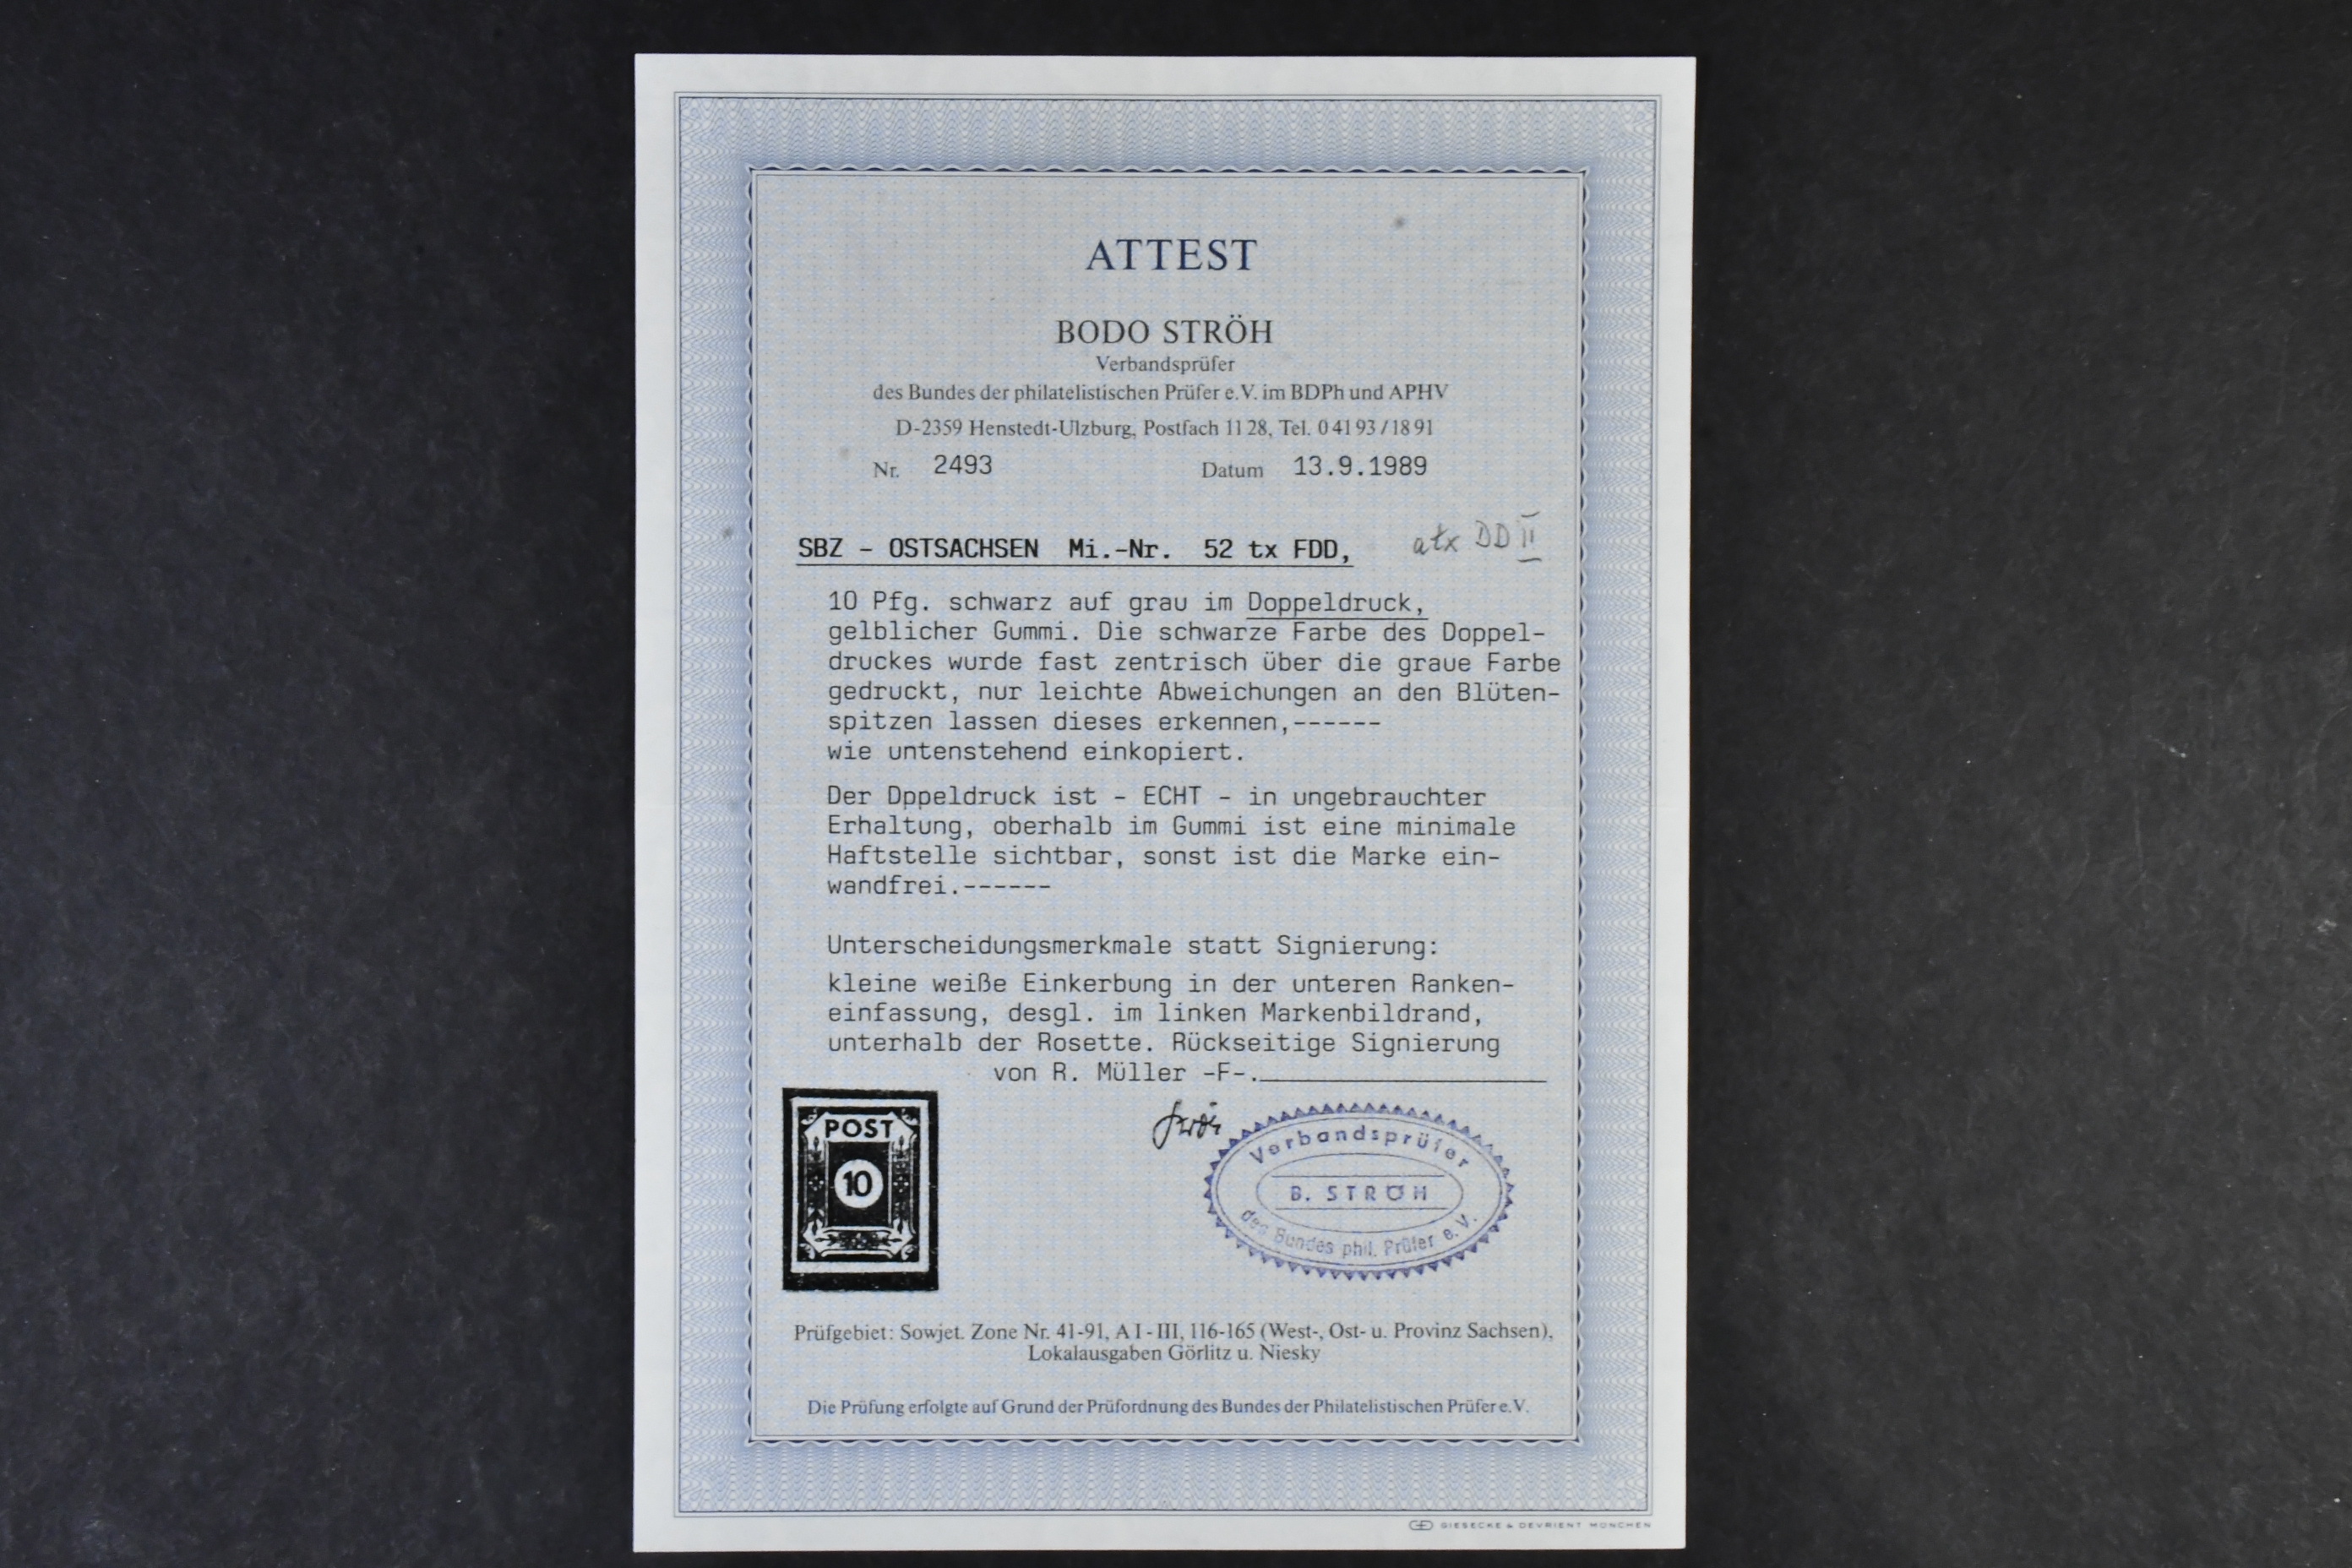 ATTEST
BODO STRÖH
Verbandsprüfer
des Bundes der philatelistischen Prüfer e.V. im BDPh und APHV
D-2359 Henstedt-Ulzburg, Postfach 11 28, Tel. 0 41 93 / 18 91
Nr. 2493 Datum 13.9.1989
SBZ - OSTSACHSEN Mi.-Nr. 52 tx FDD, atx DD II
10 Pfg. schwarz auf grau im Doppeldruck,
gelblicher Gummi. Die schwarze Farbe des Doppel-
druckes wurde fast zentrisch über die graue Farbe
gedruckt, nur leichte Abweichungen an den Blüten-
spitzen lassen dieses erkennen,------
wie untenstehend einkopiert.
Der Dppeldruck ist - ECHT - in ungebrauchter
Erhaltung, oberhalb im Gummi ist eine minimale
Haftstelle sichtbar, sonst ist die Marke ein-
wandfrei.------
Unterscheidungsmerkmale statt Signierung:
kleine weiße Einkerbung in der unteren Ranken-
einfassung, desgl. im linken Markenbildrand,
unterhalb der Rosette. Rückseitige Signierung
von R. Müller -F-.
POST
10
Verbandsprüfer
B. STRÖH
des Bundes phil. Prüfer e.V.
Prüfgebiet: Sowjet. Zone Nr. 41-91, A I - III, 116-165 (West-, Ost- u. Provinz Sachsen),
Lokalausgaben Görlitz u. Niesky
Die Prüfung erfolgte auf Grund der Prüfordnung des Bundes der Philatelistischen Prüfer e.V.
GIESECKE & DEVRIENT MÜNCHEN